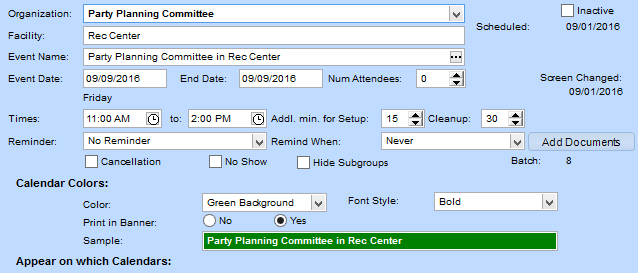 Organization: Party Planning Committee Inactive
Facility: Rec Center Scheduled: 09/01/2016
Event Name: Party Planning Committee in Rec Center ...
Event Date: 09/09/2016 End Date: 09/09/2016 Num Attendees: 0 Screen Changed:
Friday 09/01/2016
Times: 11:00 AM to: 2:00 PM Addl. min. for Setup: 15 Cleanup: 30
Reminder: No Reminder Remind When: Never Add Documents
Cancellation No Show Hide Subgroups Batch: 8
Calendar Colors:
Color: Green Background Font Style: Bold
Print in Banner: No Yes
Sample: Party Planning Committee in Rec Center
Appear on which Calendars: